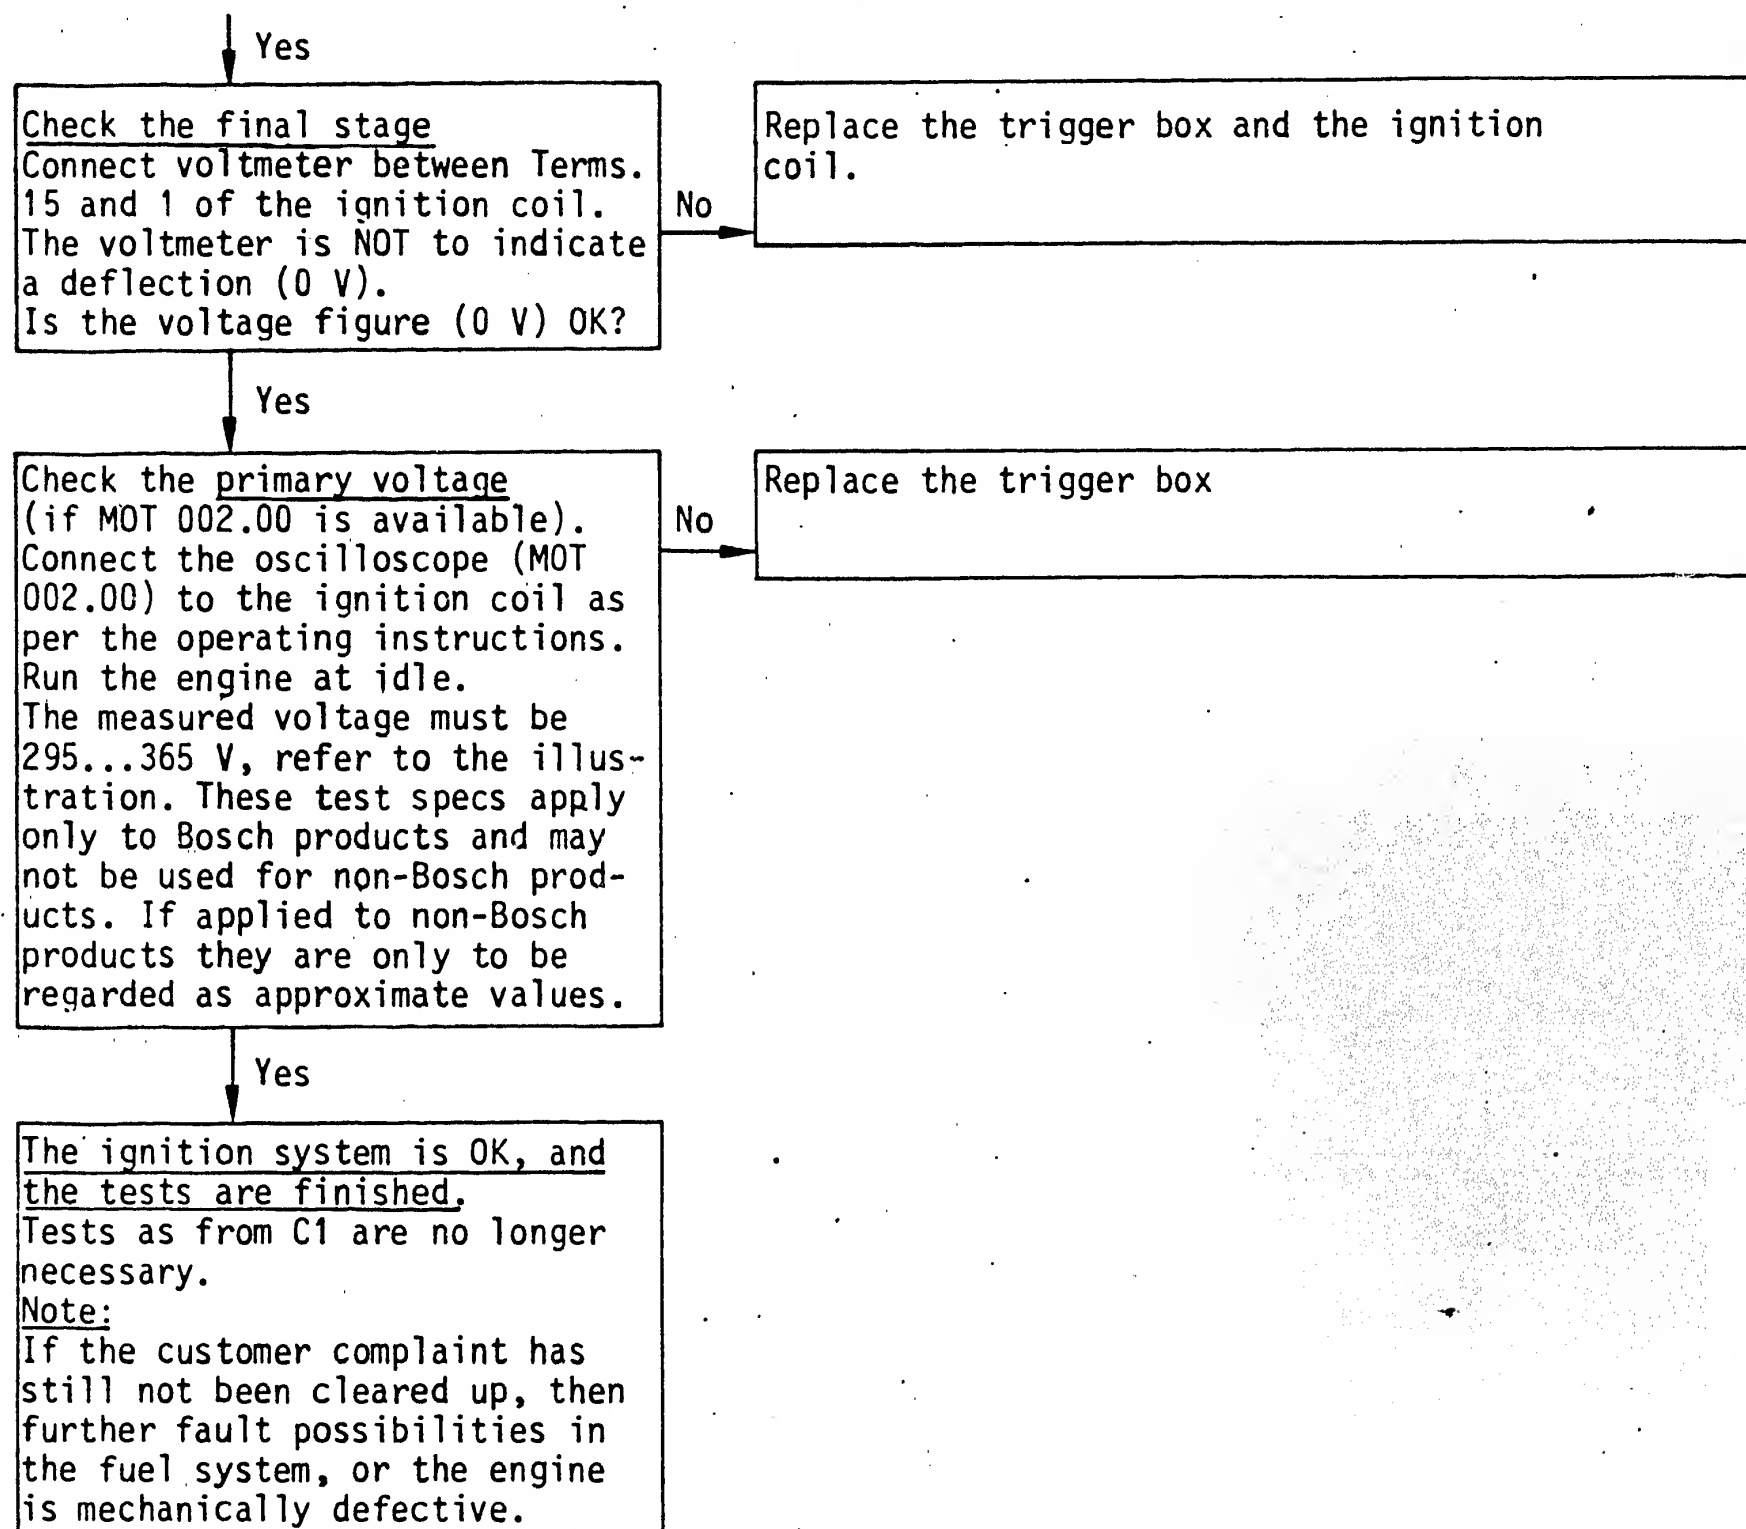 Yes
Check the final stage
Connect voltmeter between Terms.
15 and 1 of the ignition coil.
The voltmeter is NOT to indicate
a deflection (0 V).
Is the voltage figure (0 V) OK?
No
Replace the trigger box and the ignition
coil.
Yes
Check the primary voltage
(if MOT 002.00 is available).
Connect the oscilloscope (MOT
002.00) to the ignition coil as
per the operating instructions.
Run the engine at idle.
The measured voltage must be
295...365 V, refer to the illus-
tration. These test specs apply
only to Bosch products and may
not be used for non-Bosch prod-
ucts. If applied to non-Bosch
products they are only to be
regarded as approximate values.
No
Replace the trigger box
Yes
The ignition system is OK, and
the tests are finished.
Tests as from C1 are no longer
necessary.
Note:
If the customer complaint has
still not been cleared up, then
further fault possibilities in
the fuel system, or the engine
is mechanically defective.